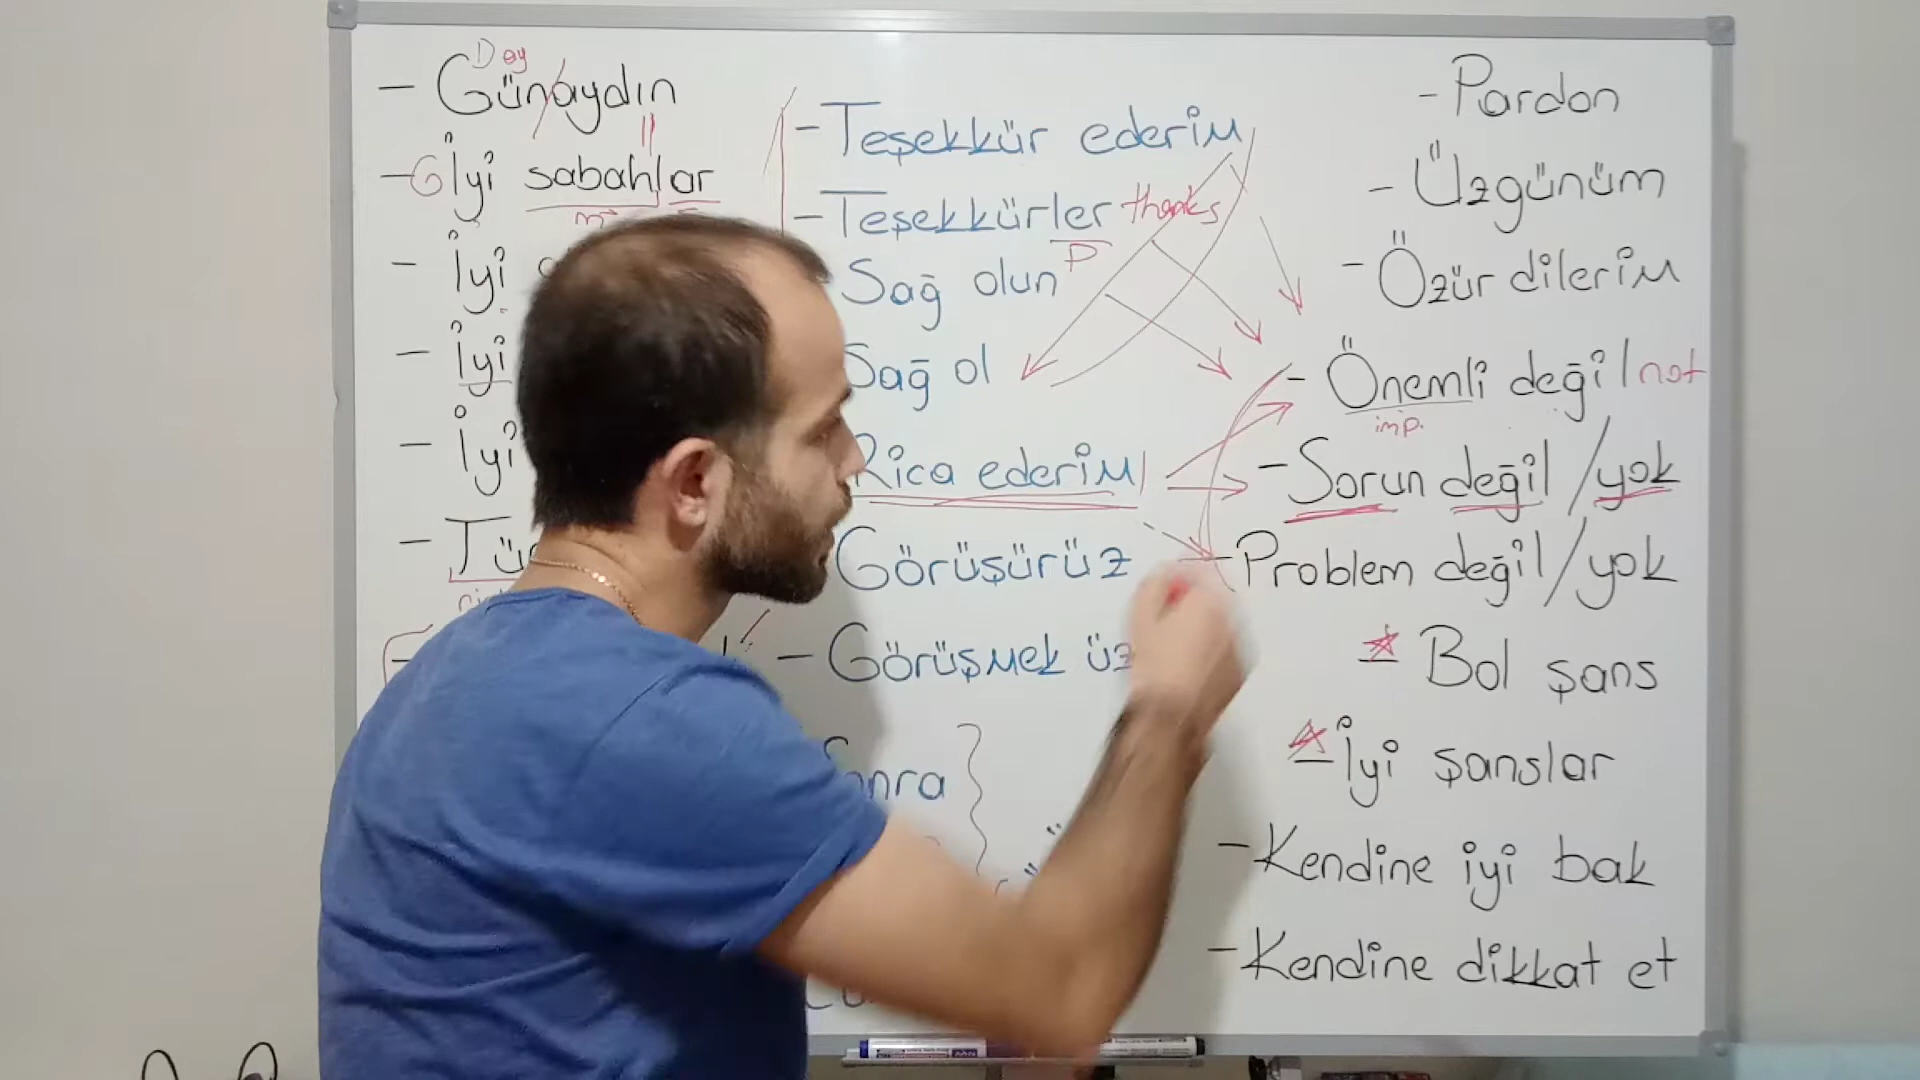 Day
- Günaydın
- İyi sabahlar
- İyi
- İyi
- İyi
- Teşekkür ederim
- Teşekkürler thanks
P
Sağ olun
Sağ ol
Rica ederim
Görüşürüz
- Görüşmek
- Pardon
- Üzgünüm
- Özür dilerim
- Önemli değil not
imp.
- Sorun değil / yok
- Problem değil / yok
- Bol şans
- İyi şanslar
- Kendine iyi bak
- Kendine dikkat et